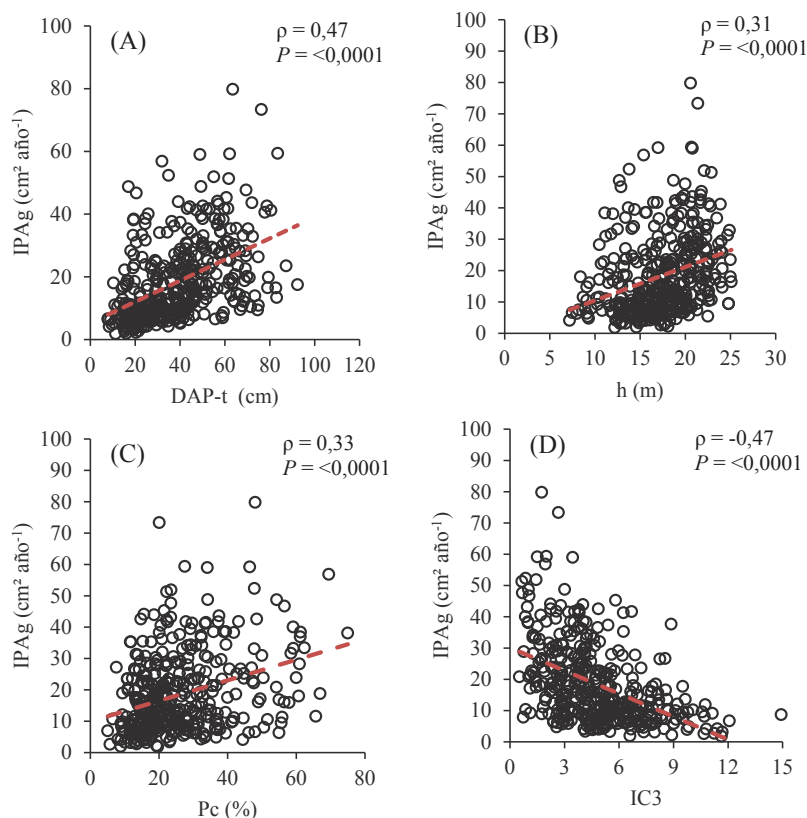 (A)
ρ = 0,47
P = <0,0001
100
80
60
40
20
0
IPAg (cm² año⁻¹)
0 20 40 60 80 100 120
DAP-t (cm)
(B)
ρ = 0,31
P = <0,0001
100
90
80
70
60
50
40
30
20
10
0
IPAg (cm² año⁻¹)
0 5 10 15 20 25 30
h (m)
(C)
ρ = 0,33
P = <0,0001
100
90
80
70
60
50
40
30
20
10
0
IPAg (cm² año⁻¹)
0 20 40 60 80
Pc (%)
(D)
ρ = -0,47
P = <0,0001
100
90
80
70
60
50
40
30
20
10
0
IPAg (cm² año⁻¹)
0 3 6 9 12 15
IC3